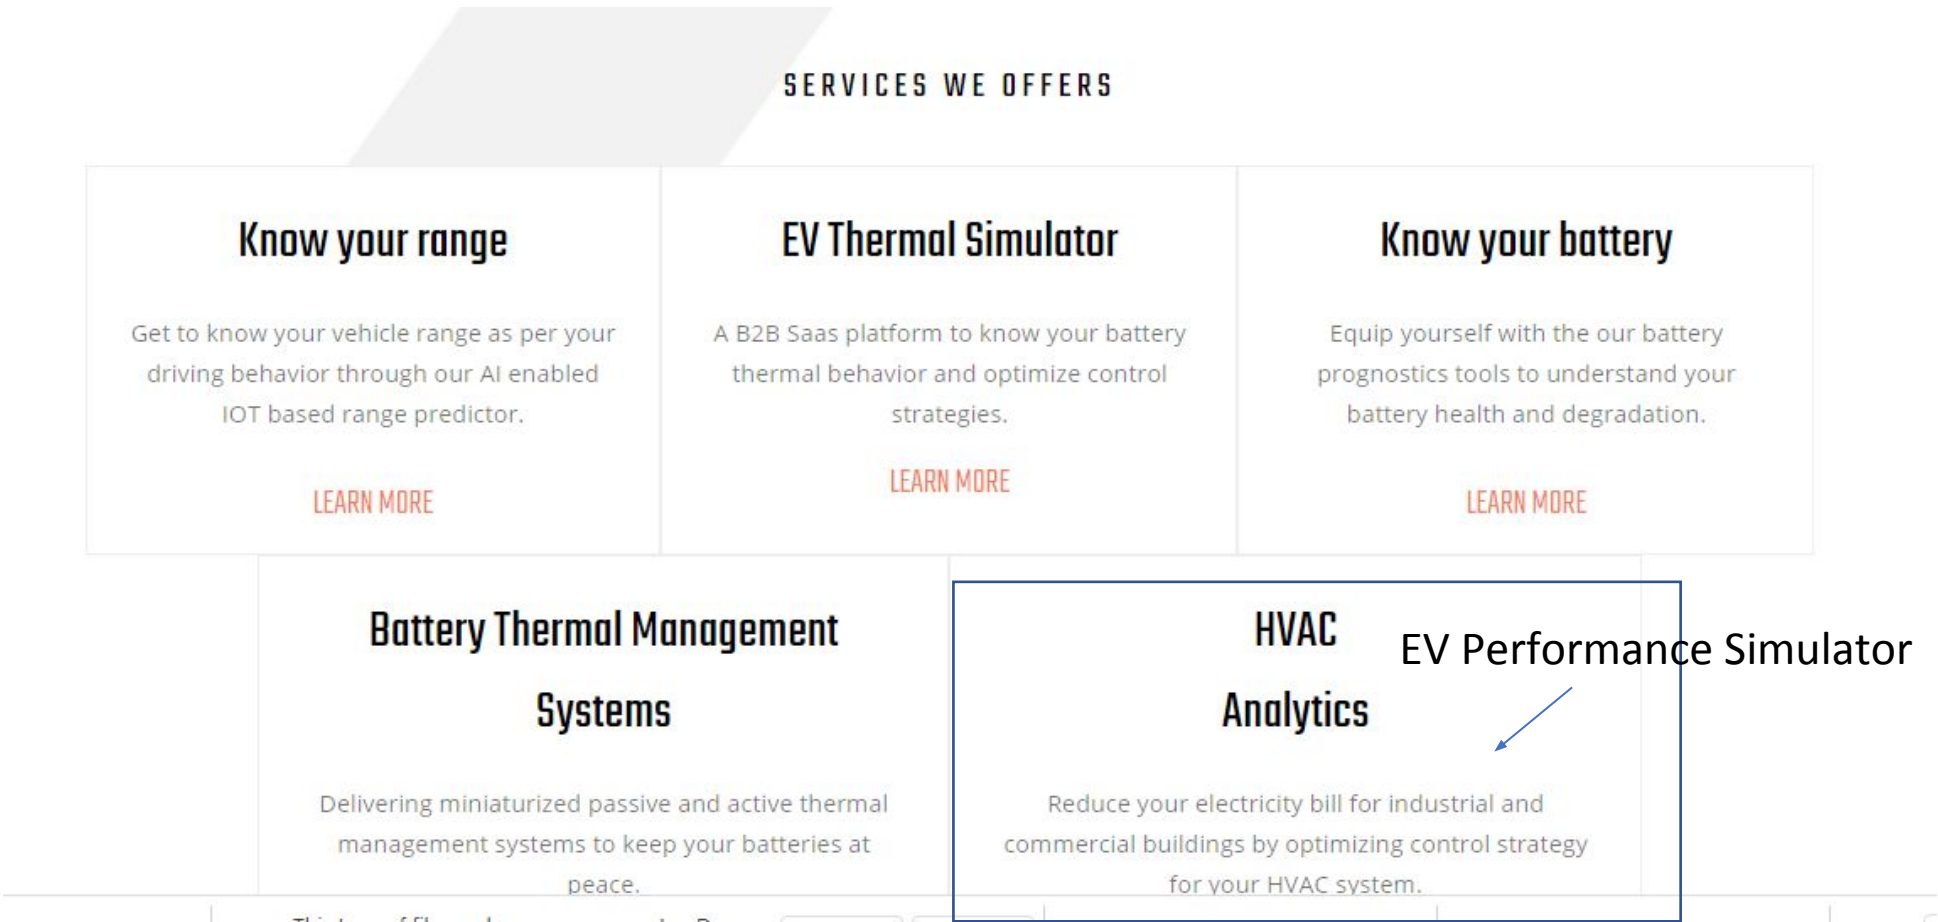 SERVICES WE OFFERS
Know your range
Get to know your vehicle range as per your
driving behavior through our AI enabled
IOT based range predictor.
LEARN MORE
EV Thermal Simulator
A B2B Saas platform to know your battery
thermal behavior and optimize control
strategies.
LEARN MORE
Know your battery
Equip yourself with the our battery
prognostics tools to understand your
battery health and degradation.
LEARN MORE
Battery Thermal Management
Systems
Delivering miniaturized passive and active thermal
management systems to keep your batteries at
peace.
HVAC
Analytics
Reduce your electricity bill for industrial and
commercial buildings by optimizing control strategy
for your HVAC system.
EV Performance Simulator